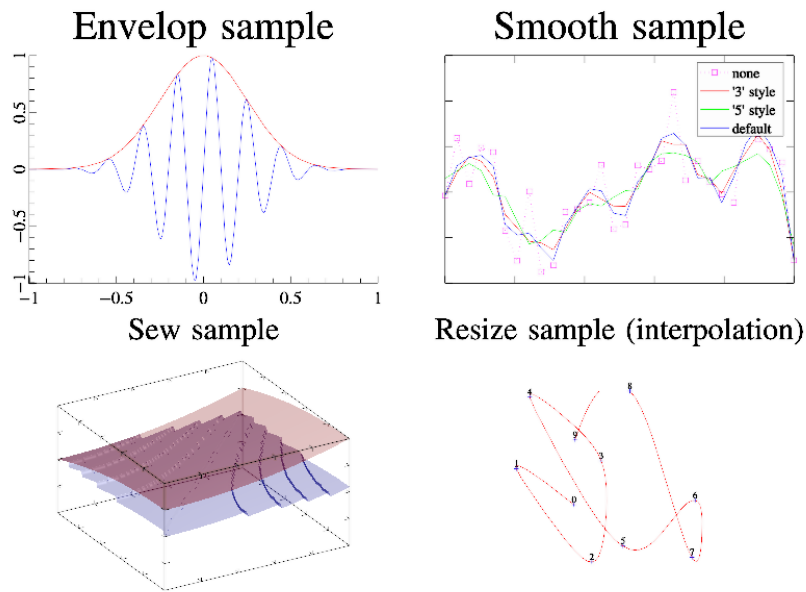 Envelop sample
Smooth sample
1
0.5
0
−0.5
−1
−1
−0.5
0
0.5
1
none
'3' style
'5' style
default
Sew sample
Resize sample (interpolation)
4
8
9
3
1
0
6
5
2
7